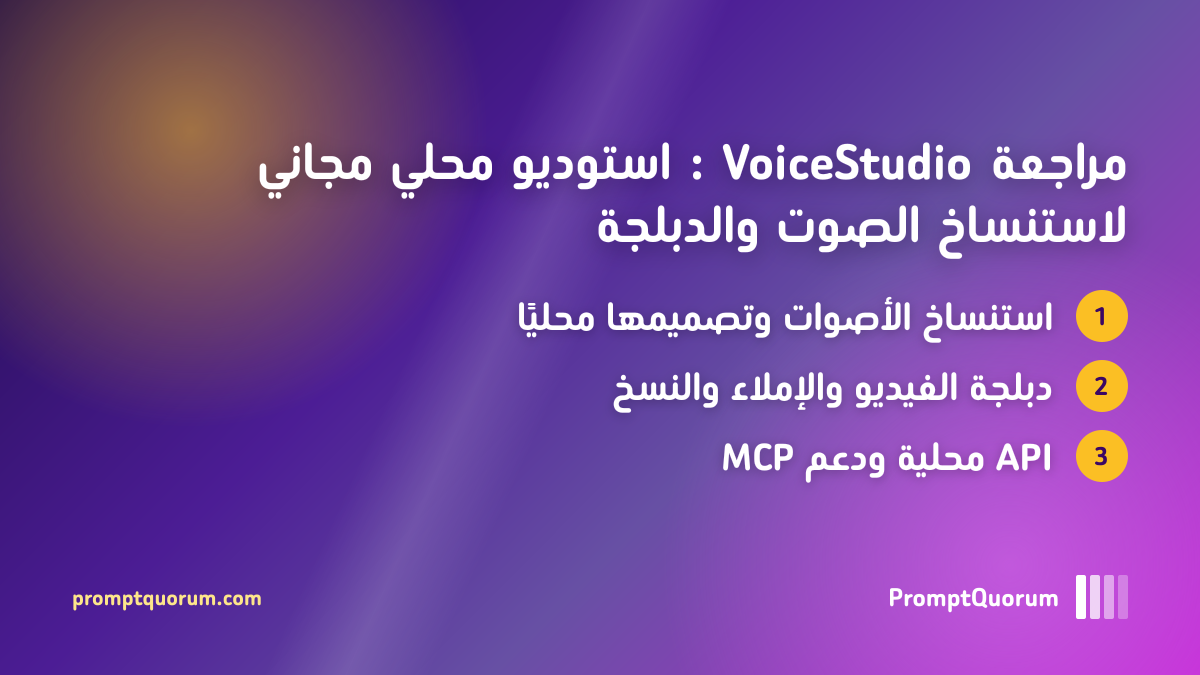 مراجعة VoiceStudio : استوديو محلي مجاني
لاستنساخ الصوت والدبلجة
1 استنساخ الأصوات وتصميمها محليًا
2 دبلجة الفيديو والإملاء والنسخ
3 API محلية ودعم MCP
PromptQuorum
promptquorum.com